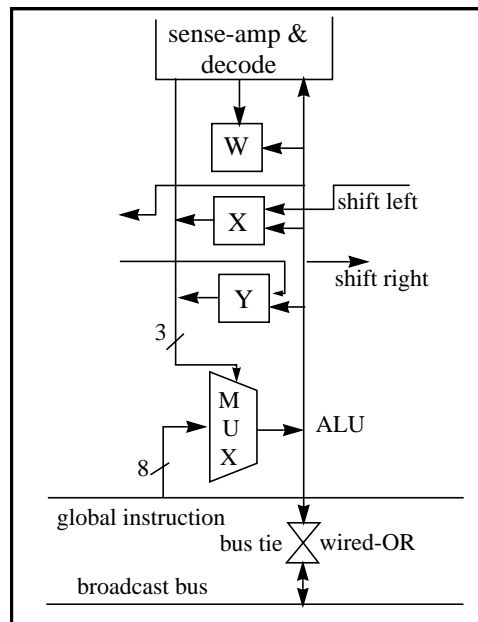 sense-amp &
decode
W
shift left
X
shift right
Y
3
M
U
X
ALU
8
global instruction
bus tie wired-OR
broadcast bus